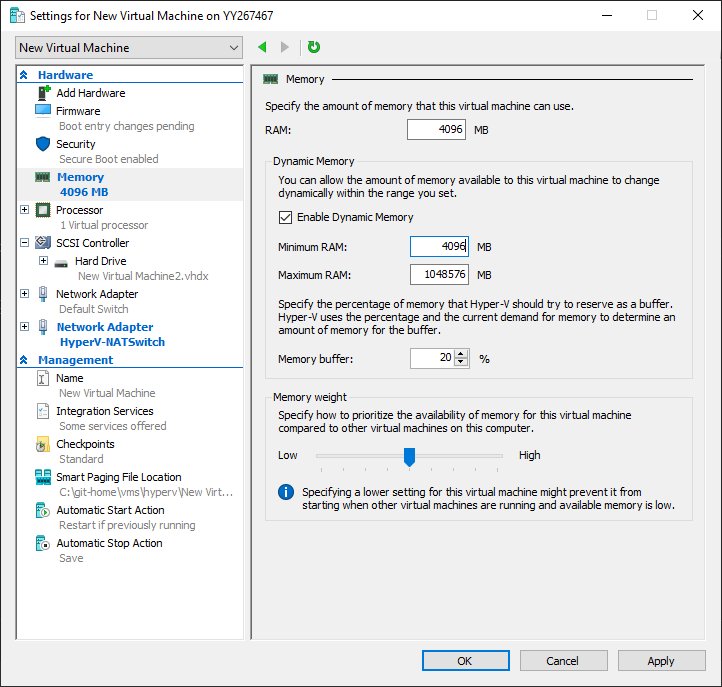 Settings for New Virtual Machine on YY267467
New Virtual Machine
Hardware
Add Hardware
Firmware
Boot entry changes pending
Security
Secure Boot enabled
Memory
4096 MB
Processor
1 Virtual processor
SCSI Controller
Hard Drive
New Virtual Machine2.vhdx
Network Adapter
Default Switch
Network Adapter
HyperV-NATSwitch
Management
Name
New Virtual Machine
Integration Services
Some services offered
Checkpoints
Standard
Smart Paging File Location
C:\git-home\vms\hyperv\New Virt...
Automatic Start Action
Restart if previously running
Automatic Stop Action
Save
Memory
Specify the amount of memory that this virtual machine can use.
RAM: 4096 MB
Dynamic Memory
You can allow the amount of memory available to this virtual machine to change
dynamically within the range you set.
Enable Dynamic Memory
Minimum RAM: 4096 MB
Maximum RAM: 1048576 MB
Specify the percentage of memory that Hyper-V should try to reserve as a buffer.
Hyper-V uses the percentage and the current demand for memory to determine an
amount of memory for the buffer.
Memory buffer: 20 %
Memory weight
Specify how to prioritize the availability of memory for this virtual machine
compared to other virtual machines on this computer.
Low High
Specifying a lower setting for this virtual machine might prevent it from
starting when other virtual machines are running and available memory is low.
OK Cancel Apply